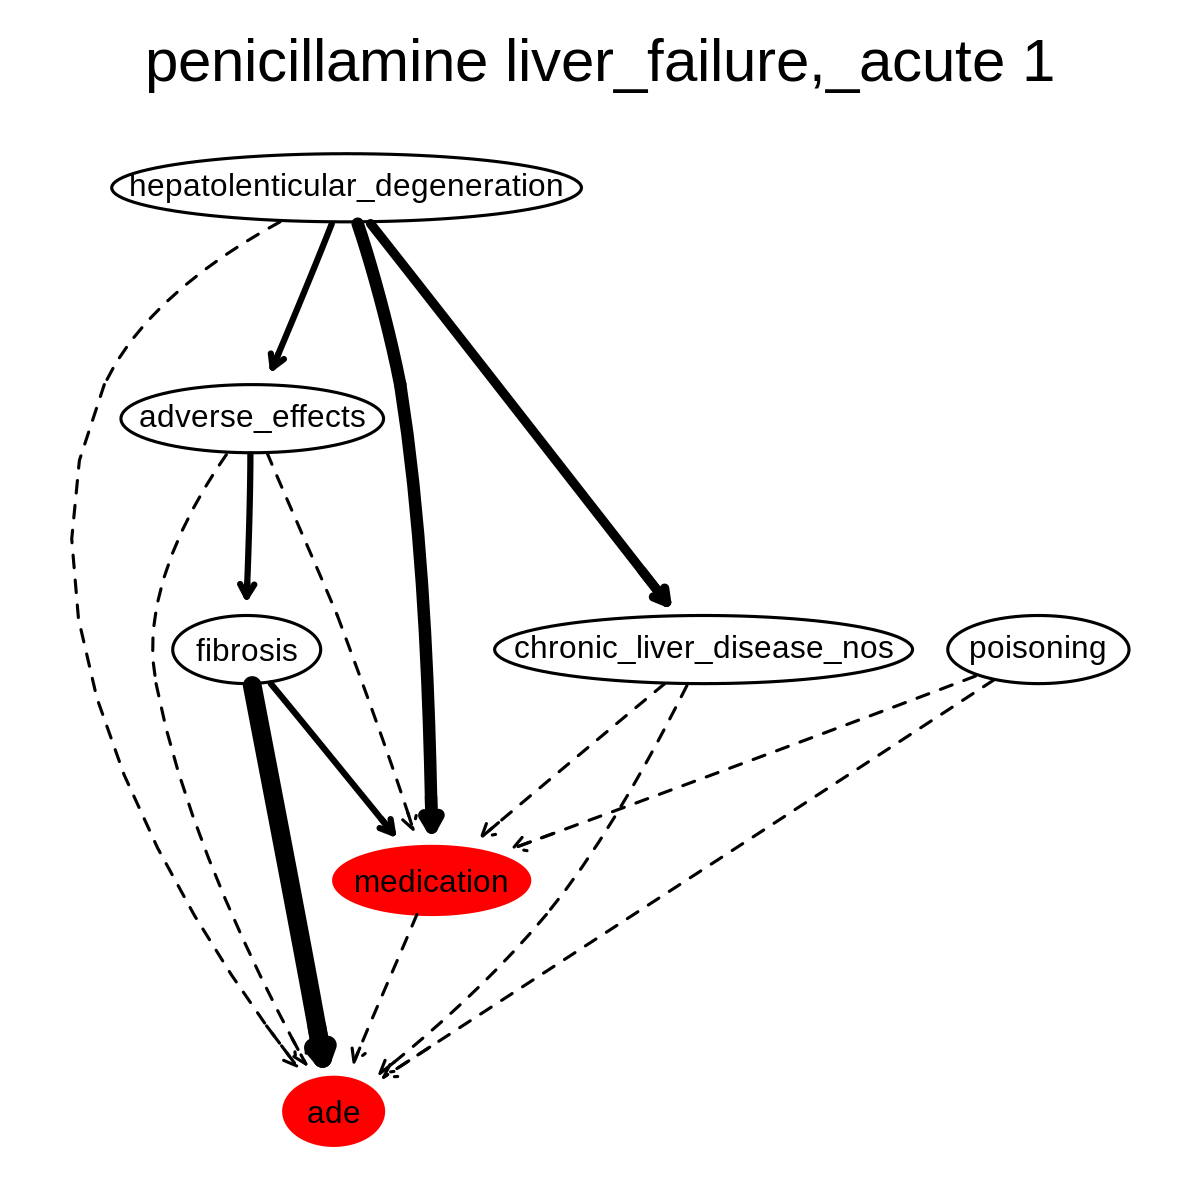 penicillamine liver_failure,_acute 1
hepatolenticular_degeneration
adverse_effects
fibrosis
chronic_liver_disease_nos
poisoning
medication
ade